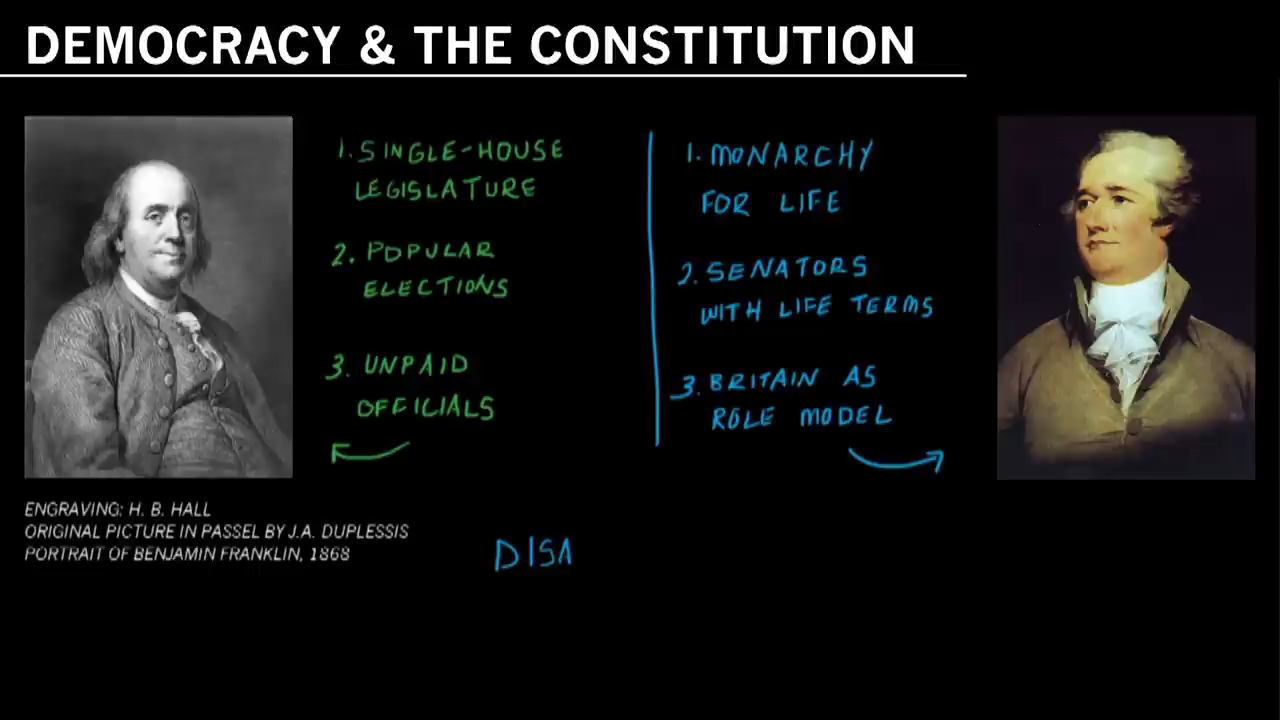 DEMOCRACY & THE CONSTITUTION
1. SINGLE-HOUSE
LEGISLATURE
2. POPULAR
ELECTIONS
3. UNPAID
OFFICIALS
1. MONARCHY
FOR LIFE
2. SENATORS
WITH LIFE TERMS
3. BRITAIN AS
ROLE MODEL
ENGRAVING: H. B. HALL
ORIGINAL PICTURE IN PASSEL BY J.A. DUPLESSIS
PORTRAIT OF BENJAMIN FRANKLIN, 1868
DISA